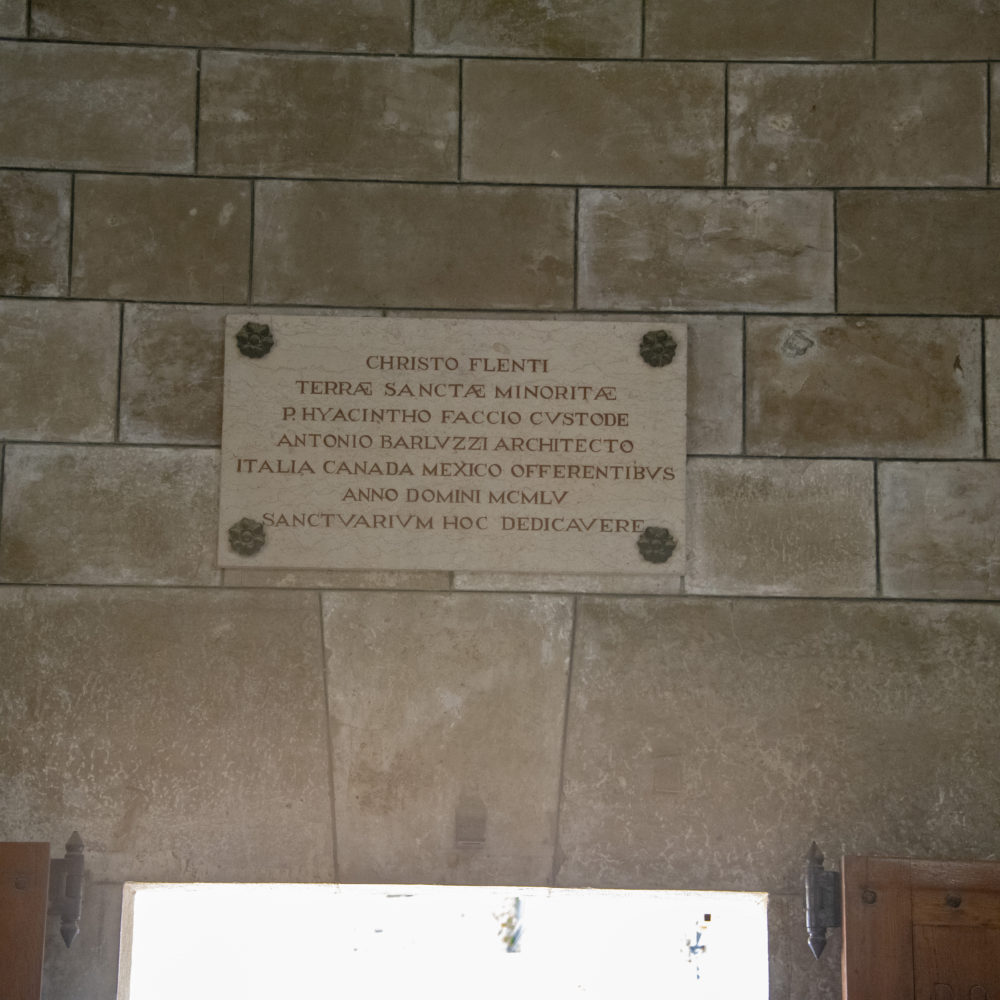 CHRISTO FLENTI
TERRÆ SANCTÆ MINORITÆ
P. HYACINTHO FACCIO CVSTODE
ANTONIO BARLVZZI ARCHITECTO
ITALIA CANADA MEXICO OFFERENTIBVS
ANNO DOMINI MCMLV
SANCTVARIVM HOC DEDICAVERE